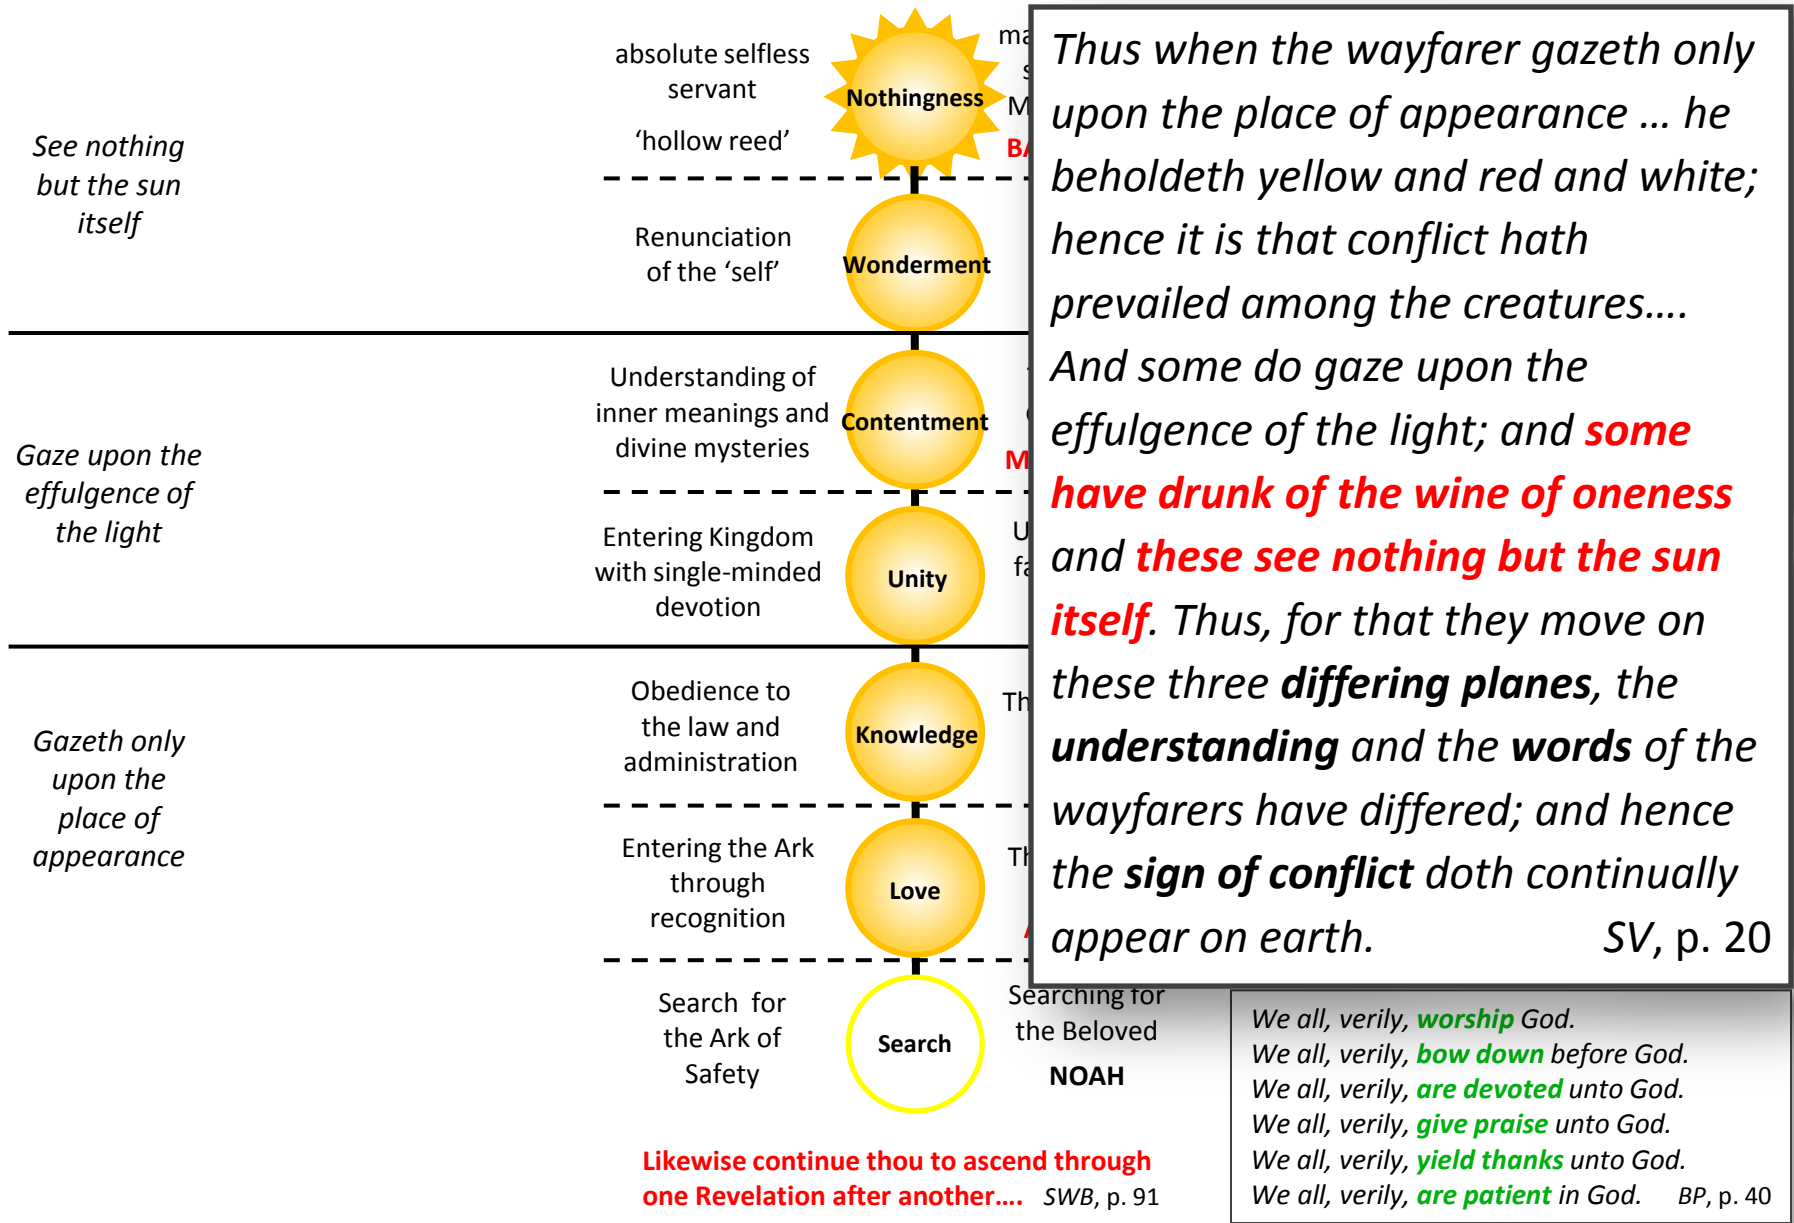 See nothing
but the sun
itself
Gaze upon the
effulgence of
the light
Gazeth only
upon the
place of
appearance
absolute selfless
servant
‘hollow reed’
Renunciation
of the ‘self’
Understanding of
inner meanings and
divine mysteries
Entering Kingdom
with single-minded
devotion
Obedience to
the law and
administration
Entering the Ark
through
recognition
Search for
the Ark of
Safety
Nothingness
Wonderment
Contentment
Unity
Knowledge
Love
Search
Searching for
the Beloved
NOAH
Thus when the wayfarer gazeth only
upon the place of appearance ... he
beholdeth yellow and red and white;
hence it is that conflict hath
prevailed among the creatures....
And some do gaze upon the
effulgence of the light; and some
have drunk of the wine of oneness
and these see nothing but the sun
itself. Thus, for that they move on
these three differing planes, the
understanding and the words of the
wayfarers have differed; and hence
the sign of conflict doth continually
appear on earth. SV, p. 20
We all, verily, worship God.
We all, verily, bow down before God.
We all, verily, are devoted unto God.
We all, verily, give praise unto God.
We all, verily, yield thanks unto God.
We all, verily, are patient in God. BP, p. 40
Likewise continue thou to ascend through
one Revelation after another.... SWB, p. 91